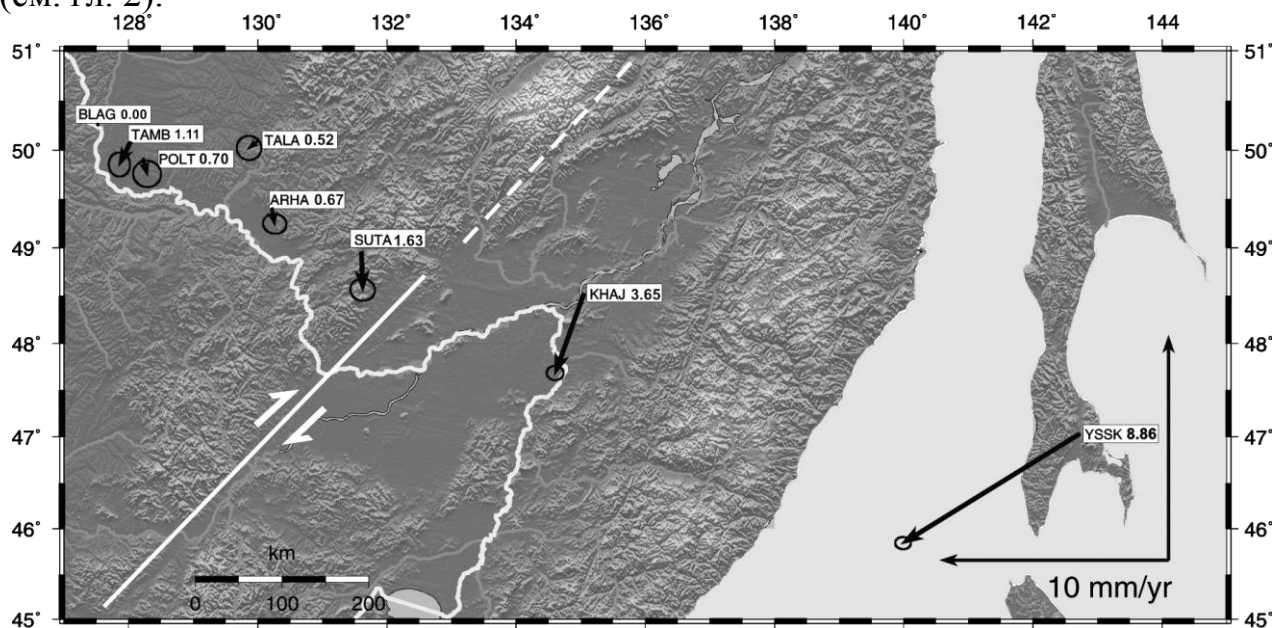 (см. гл. 2).
128° 130° 132° 134° 136° 138° 140° 142° 144°
51° 51°
BLAG 0.00
TAMB 1.11
TALA 0.52
50° 50°
POLT 0.70
ARHA 0.67
SUTA 1.63
49° 49°
KHAJ 3.65
48° 48°
YSSK 8.86
47° 47°
46° 46°
km
10 mm/yr
0 100 200
45° 45°